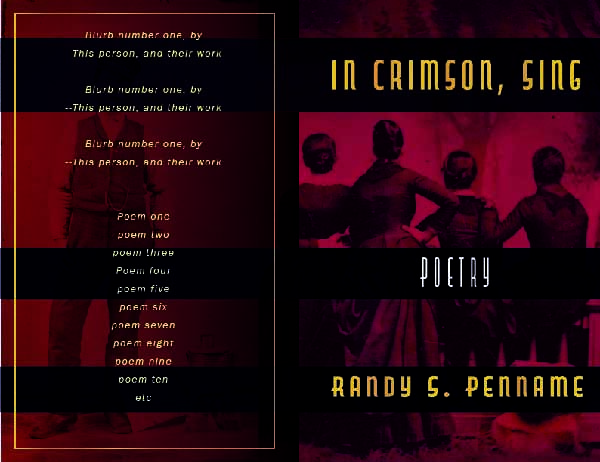 Blurb number one, by
This person, and their work
Blurb number one, by
--This person, and their work
Blurb number one, by
--This person, and their work
Poem one
poem two
poem three
Poem four
poem five
poem six
poem seven
poem eight
poem nine
poem ten
etc
IN CRIMSON, SING
POETRY
RANDY S. PENNAME